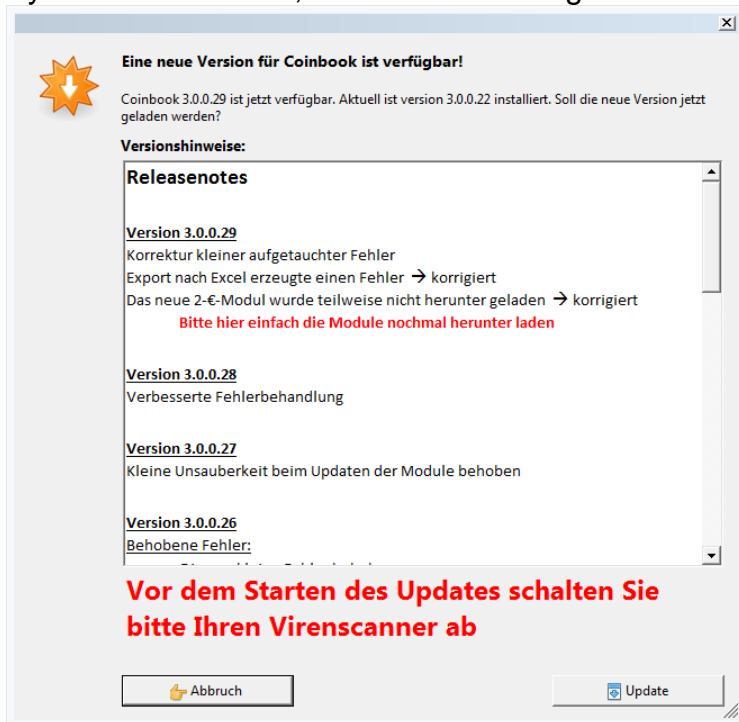 Eine neue Version für Coinbook ist verfügbar!
Coinbook 3.0.0.29 ist jetzt verfügbar. Aktuell ist version 3.0.0.22 installiert. Soll die neue Version jetzt
geladen werden?
Versionshinweise:
Releasenotes
Version 3.0.0.29
Korrektur kleiner aufgetauchter Fehler
Export nach Excel erzeugte einen Fehler → korrigiert
Das neue 2-€-Modul wurde teilweise nicht herunter geladen → korrigiert
Bitte hier einfach die Module nochmal herunter laden
Version 3.0.0.28
Verbesserte Fehlerbehandlung
Version 3.0.0.27
Kleine Unsauberkeit beim Updaten der Module behoben
Version 3.0.0.26
Behobene Fehler:
Vor dem Starten des Updates schalten Sie
bitte Ihren Virenscanner ab
Abbruch
Update